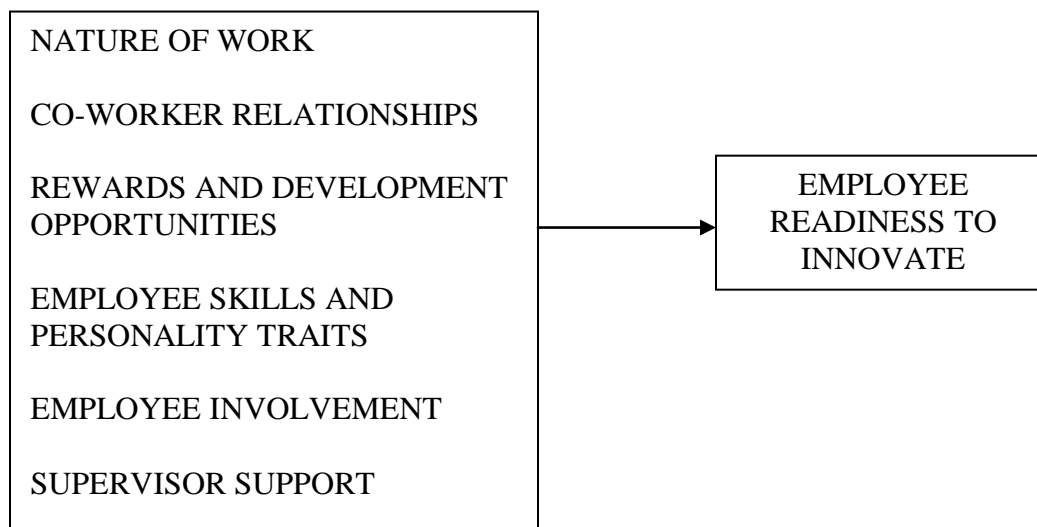 NATURE OF WORK
CO-WORKER RELATIONSHIPS
REWARDS AND DEVELOPMENT
OPPORTUNITIES
EMPLOYEE SKILLS AND
PERSONALITY TRAITS
EMPLOYEE INVOLVEMENT
SUPERVISOR SUPPORT
EMPLOYEE
READINESS TO
INNOVATE